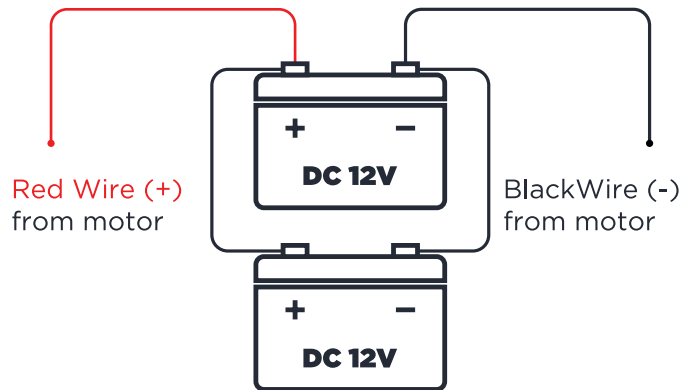 + −
DC 12V
Red Wire (+)
from motor
BlackWire (-)
from motor
+ −
DC 12V